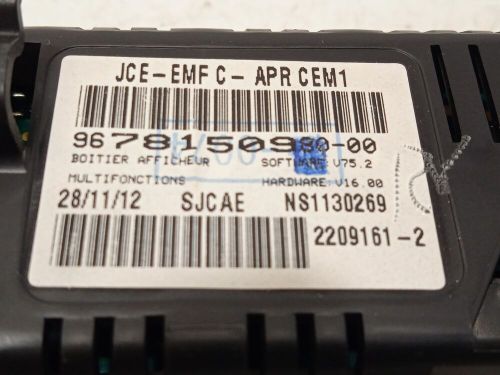 JCE-EMF C- APR CEM1
9678150980-00
BOITIER AFFICHEUR SOFTWARE: V75.2
MULTIFONCTIONS HARDWARE: V16.00
28/11/12 SJCAE NS1130269
2209161-2